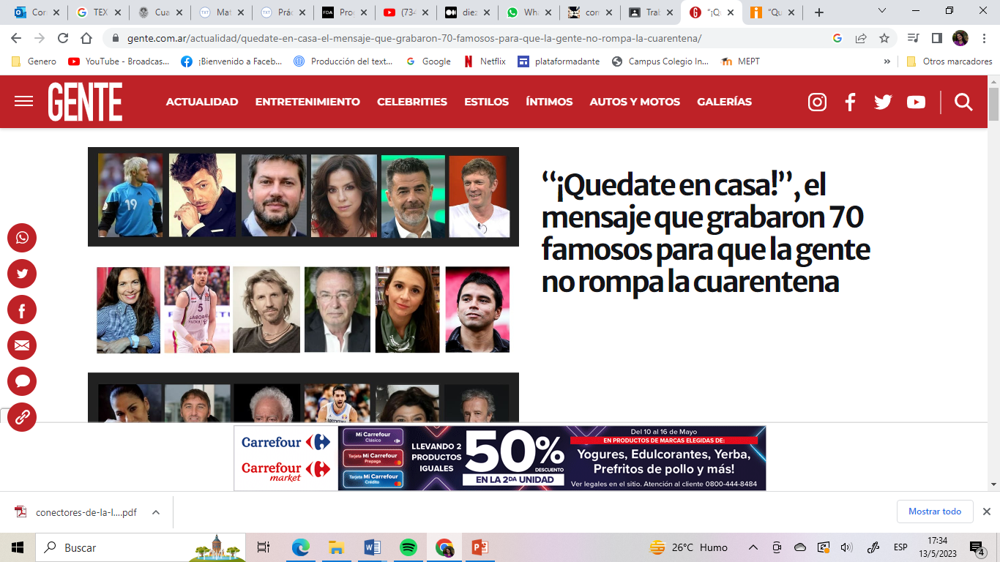 Cor
TEX
Cua
Mat
Prác
Proc
(734
diez
Wha
con
Trab
"¡Qu
"Qu
gente.com.ar/actualidad/quedate-en-casa-el-mensaje-que-grabaron-70-famosos-para-que-la-gente-no-rompa-la-cuarentena/
Genero
YouTube - Broadcas...
¡Bienvenido a Faceb...
Producción del text...
Google
Netflix
plataformadante
Campus Colegio In...
MEPT
»
Otros marcadores
GENTE
ACTUALIDAD ENTRETENIMIENTO CELEBRITIES ESTILOS ÍNTIMOS AUTOS Y MOTOS GALERÍAS
19
5
“¡Quedate en casa!”, el
mensaje que grabaron 70
famosos para que la gente
no rompa la cuarentena
Carrefour
Carrefour
market
Mi Carrefour
Clásico
Tarjeta Mi Carrefour
Prepaga
Tarjeta Mi Carrefour
Crédito
LLEVANDO 2
PRODUCTOS
IGUALES
50%
DESCUENTO
EN LA 2DA UNIDAD
Del 10 al 16 de Mayo
EN PRODUCTOS DE MARCAS ELEGIDAS DE:
Yogures, Edulcorantes, Yerba,
Prefritos de pollo y más!
Ver legales en el sitio. Atención al cliente 0800-444-8484
conectores-de-la-l....pdf
Mostrar todo
Buscar
26°C Humo
ESP
17:34
13/5/2023
4